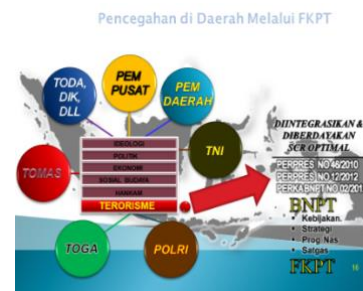 Pencegahan di Daerah Melalui FKPT
TODA,
DIK,
DLL
PEM
PUSAT
PEM
DAERAH
TNI
TOMAS
IDEOLOGI
POLITIK
EKONOMI
SOSIAL BUDAYA
HANKAM
TERORISME
TOGA
POLRI
DIINTEGRASIKAN &
DIBERDAYAKAN
SCR OPTIMAL
PERPRES NO 46/2010
PERPRES NO 12/2012
PERKA BNPT NO 02/201
BNPT
• Kebijakan.
• Strategi
• Prog Nas
• Satgas
FKPT
16